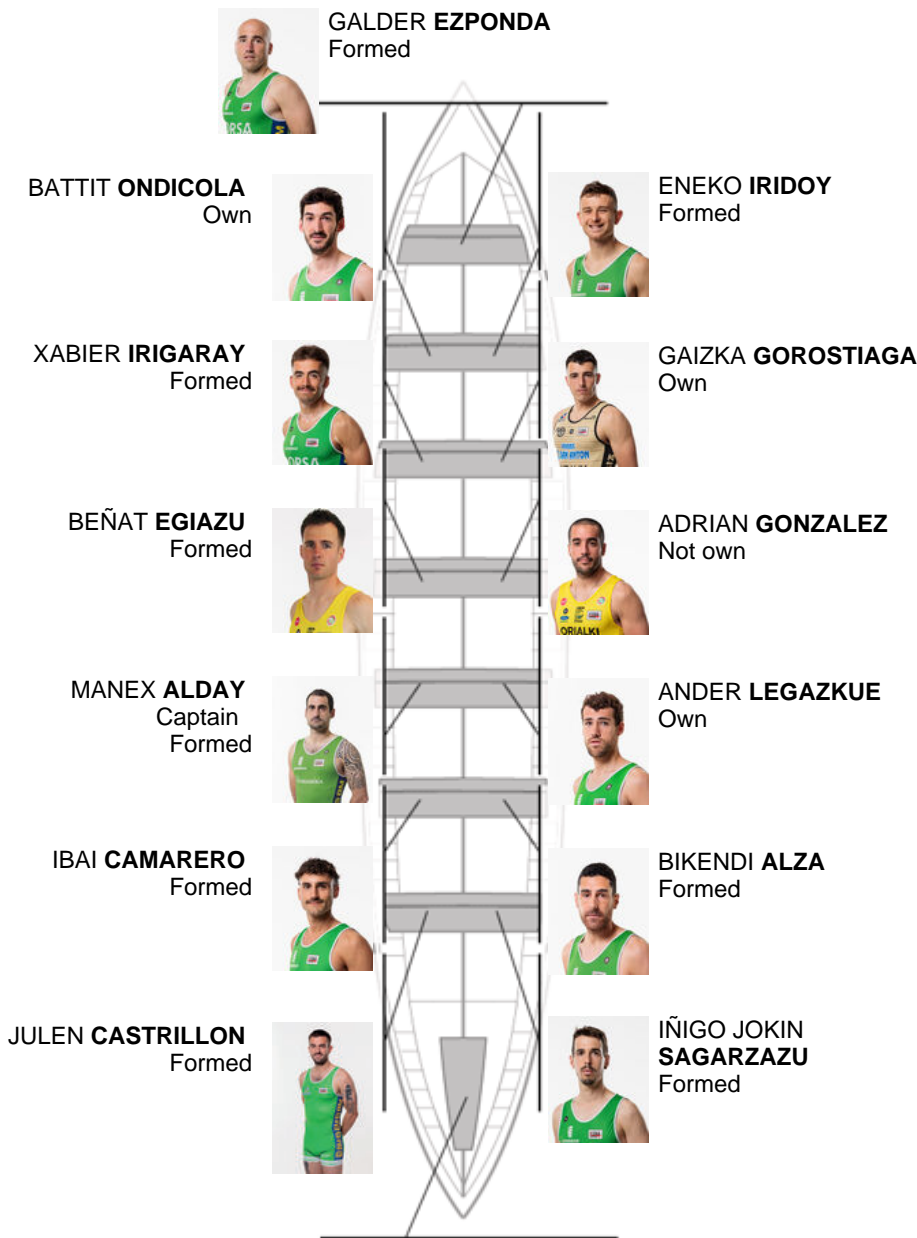 GALDER EZPONDA
Formed
BATTIT ONDICOLA
Own
ENEKO IRIDOY
Formed
XABIER IRIGARAY
Formed
GAIZKA GOROSTIAGA
Own
BEÑAT EGIAZU
Formed
ADRIAN GONZALEZ
Not own
MANEX ALDAY
Captain
Formed
ANDER LEGAZKUE
Own
IBAI CAMARERO
Formed
BIKENDI ALZA
Formed
JULEN CASTRILLON
Formed
IÑIGO JOKIN
SAGARZAZU
Formed